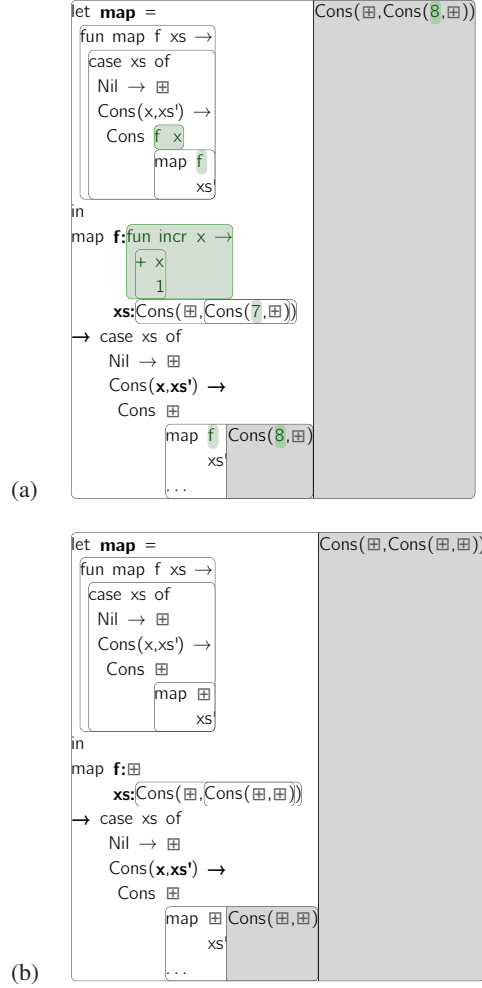 let map = Cons(⊞,Cons(8,⊞))
fun map f xs →
case xs of
Nil → ⊞
Cons(x,xs') →
Cons f x
map f
xs'
in
map f:fun incr x →
+ x
1
xs:Cons(⊞,Cons(7,⊞))
→ case xs of
Nil → ⊞
Cons(x,xs') →
Cons ⊞
map f Cons(8,⊞)
xs'
...
(a)
let map = Cons(⊞,Cons(⊞,⊞))
fun map f xs →
case xs of
Nil → ⊞
Cons(x,xs') →
Cons ⊞
map ⊞
xs'
in
map f:⊞
xs:Cons(⊞,Cons(⊞,⊞))
→ case xs of
Nil → ⊞
Cons(x,xs') →
Cons ⊞
map ⊞ Cons(⊞,⊞)
xs'
...
(b)